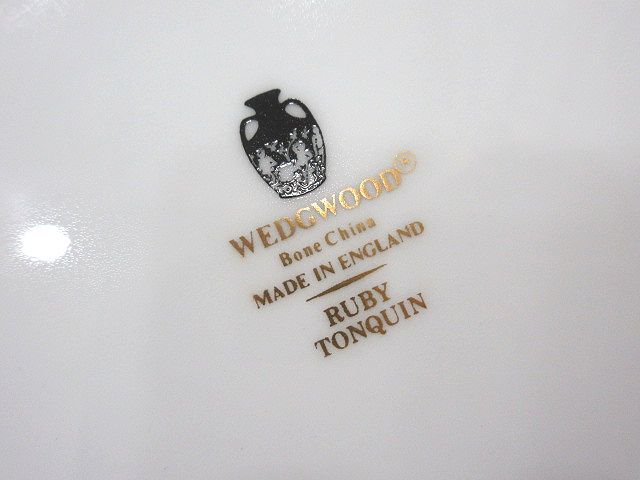 WEDGWOOD®
Bone China
MADE IN ENGLAND
RUBY
TONQUIN